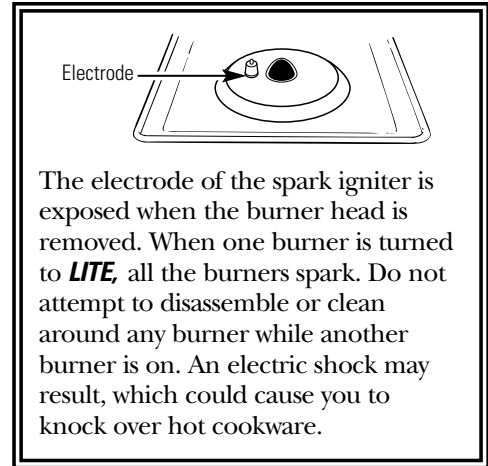 Electrode
The electrode of the spark igniter is
exposed when the burner head is
removed. When one burner is turned
to LITE, all the burners spark. Do not
attempt to disassemble or clean
around any burner while another
burner is on. An electric shock may
result, which could cause you to
knock over hot cookware.